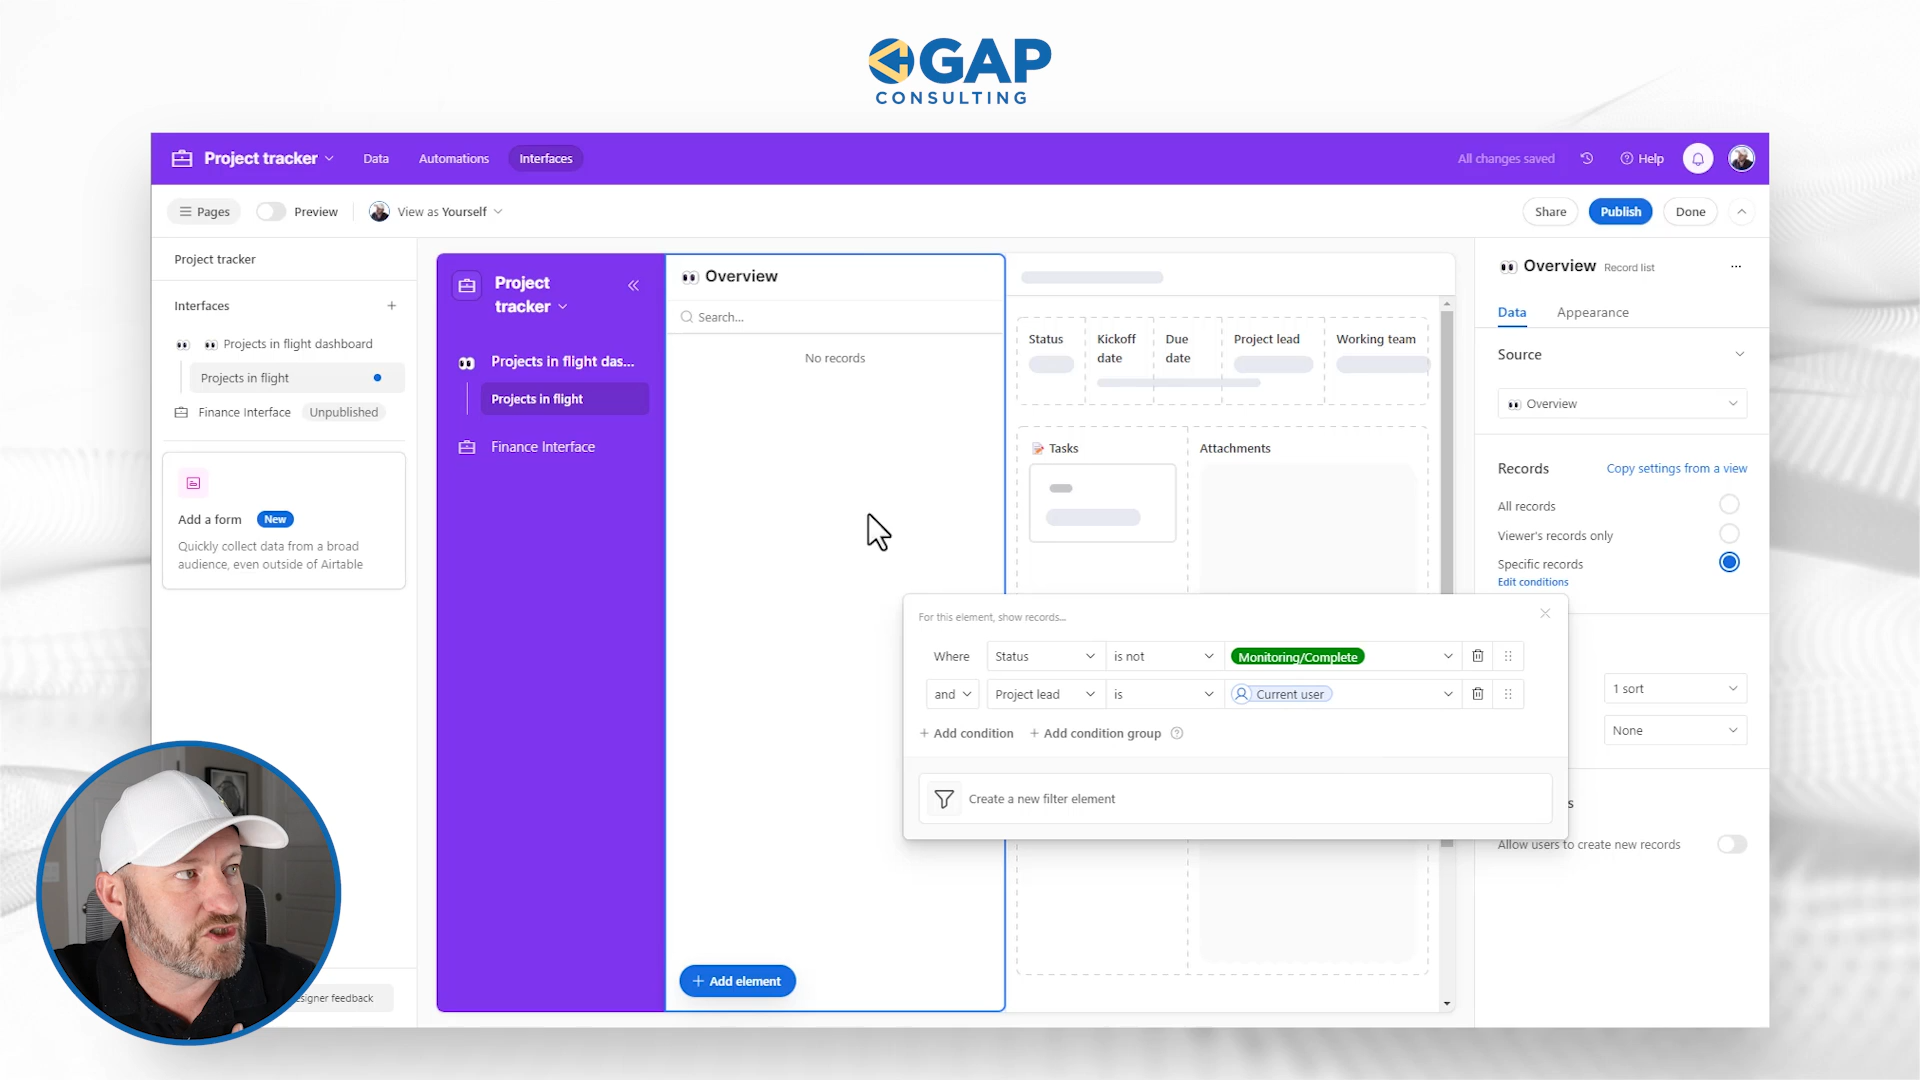 GAP
CONSULTING
Project tracker
Data
Automations
Interfaces
All changes saved
Help
Pages
Preview
View as Yourself
Share
Publish
Done
Project tracker
Interfaces
Projects in flight dashboard
Projects in flight
Finance Interface
Unpublished
Add a form
New
Quickly collect data from a broad
audience, even outside of Airtable
esigner feedback
Project
tracker
Projects in flight das...
Projects in flight
Finance Interface
Overview
Search...
No records
Add element
Status
Kickoff
date
Due
date
Project lead
Working team
Tasks
Attachments
For this element, show records...
Where
Status
is not
Monitoring/Complete
and
Project lead
is
Current user
+ Add condition
+ Add condition group
Create a new filter element
Overview
Record list
Data
Appearance
Source
Overview
Records
Copy settings from a view
All records
Viewer's records only
Specific records
Edit conditions
1 sort
None
s
Allow users to create new records